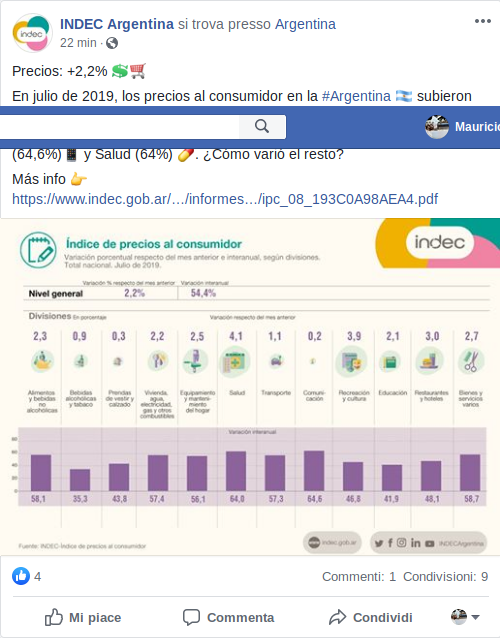 INDEC Argentina si trova presso Argentina
22 min ·
Precios: +2,2%
En julio de 2019, los precios al consumidor en la #Argentina subieron
Mauricio
(64,6%) y Salud (64%) . ¿Cómo varió el resto?
Más info
https://www.indec.gob.ar/…/informes…/ipc_08_193C0A98AEA4.pdf
Índice de precios al consumidor
Variación porcentual respecto del mes anterior e interanual, según divisiones.
Total nacional. Julio de 2019.
indec
Variación % respecto del mes anterior Variación interanual
Nivel general 2,2% 54,4%
Divisiones En porcentaje Variación respecto del mes anterior
2,3 0,9 0,3 2,2 2,5 4,1 1,1 0,2 3,9 2,1 3,0 2,7
Alimentos y bebidas no alcohólicas
Bebidas alcohólicas y tabaco
Prendas de vestir y calzado
Vivienda, agua, electricidad, gas y otros combustibles
Equipamiento y manteni- miento del hogar
Salud
Transporte
Comuni- cación
Recreación y cultura
Educación
Restaurantes y hoteles
Bienes y servicios varios
Variación interanual
80
60
40
20
0
58,1 35,3 43,8 57,4 56,1 64,0 57,3 64,6 46,8 41,9 48,1 58,7
Fuente: INDEC-Índice de precios al consumidor
indec.gob.ar
INDECArgentina
4 Commenti: 1 Condivisioni: 9
Mi piace Commenta Condividi